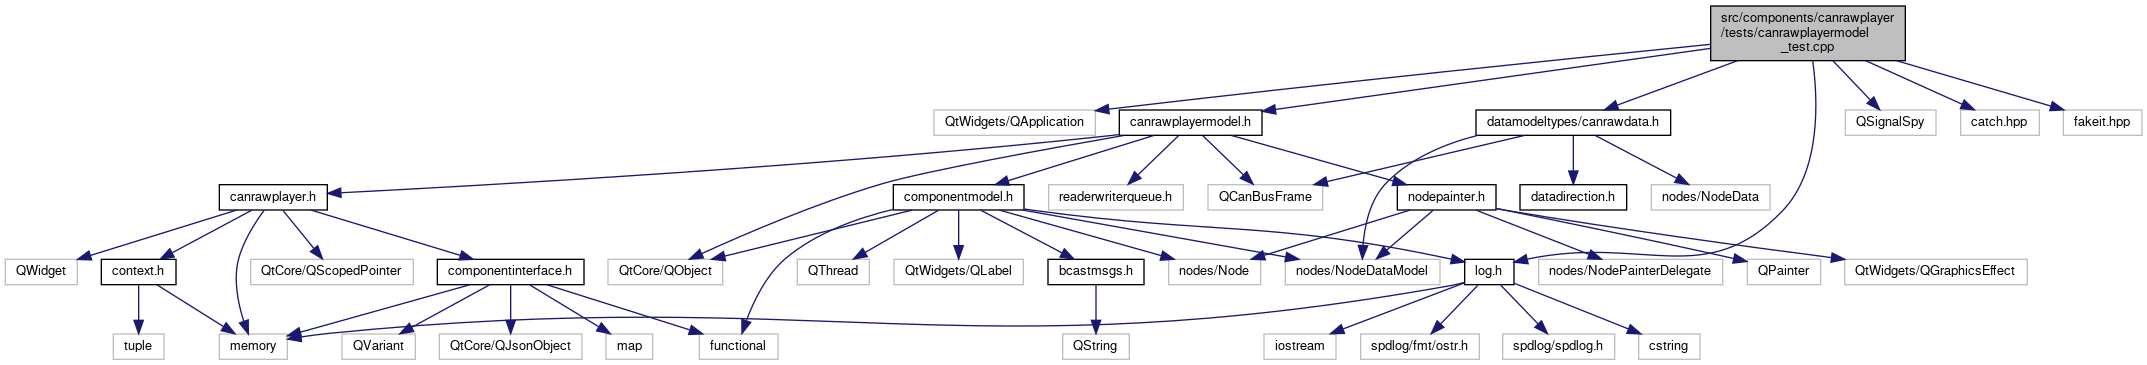 src/components/canrawplayer
/tests/canrawplayermodel
_test.cpp
QtWidgets/QApplication
canrawplayermodel.h
datamodeltypes/canrawdata.h
QSignalSpy
catch.hpp
fakeit.hpp
canrawplayer.h
componentmodel.h
readerwriterqueue.h
QCanBusFrame
nodepainter.h
datadirection.h
nodes/NodeData
QWidget
context.h
QtCore/QScopedPointer
componentinterface.h
QtCore/QObject
QThread
QtWidgets/QLabel
bcastmsgs.h
nodes/Node
nodes/NodeDataModel
log.h
nodes/NodePainterDelegate
QPainter
QtWidgets/QGraphicsEffect
tuple
memory
QVariant
QtCore/QJsonObject
map
functional
QString
iostream
spdlog/fmt/ostr.h
spdlog/spdlog.h
cstring